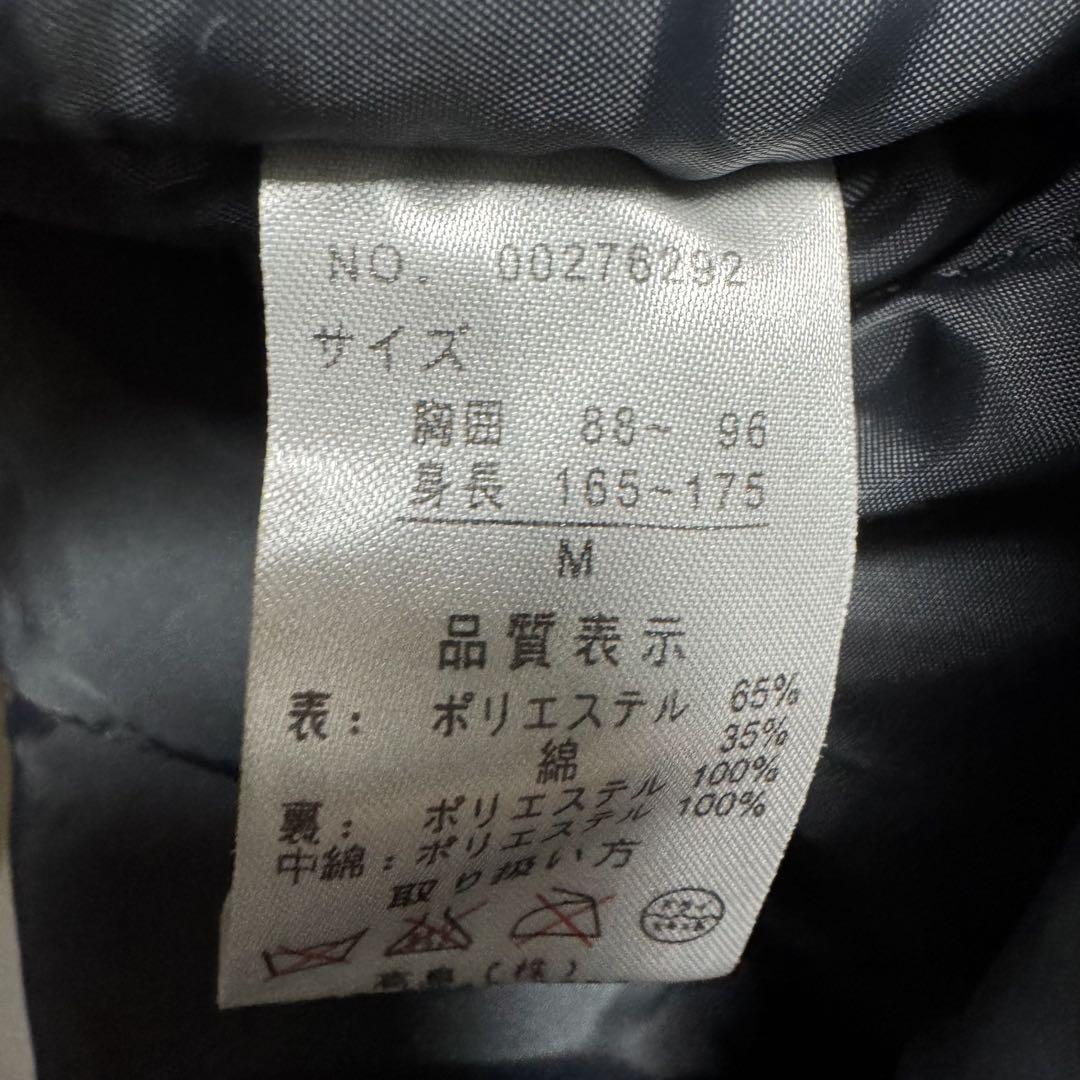 NO. 00276292
サイズ
胸囲 88~ 96
身長 165~175
M
品質表示
表: ポリエステル 65%
綿 35%
裏: ポリエステル 100%
中綿: ポリエステル 100%
取り扱い方
(株)